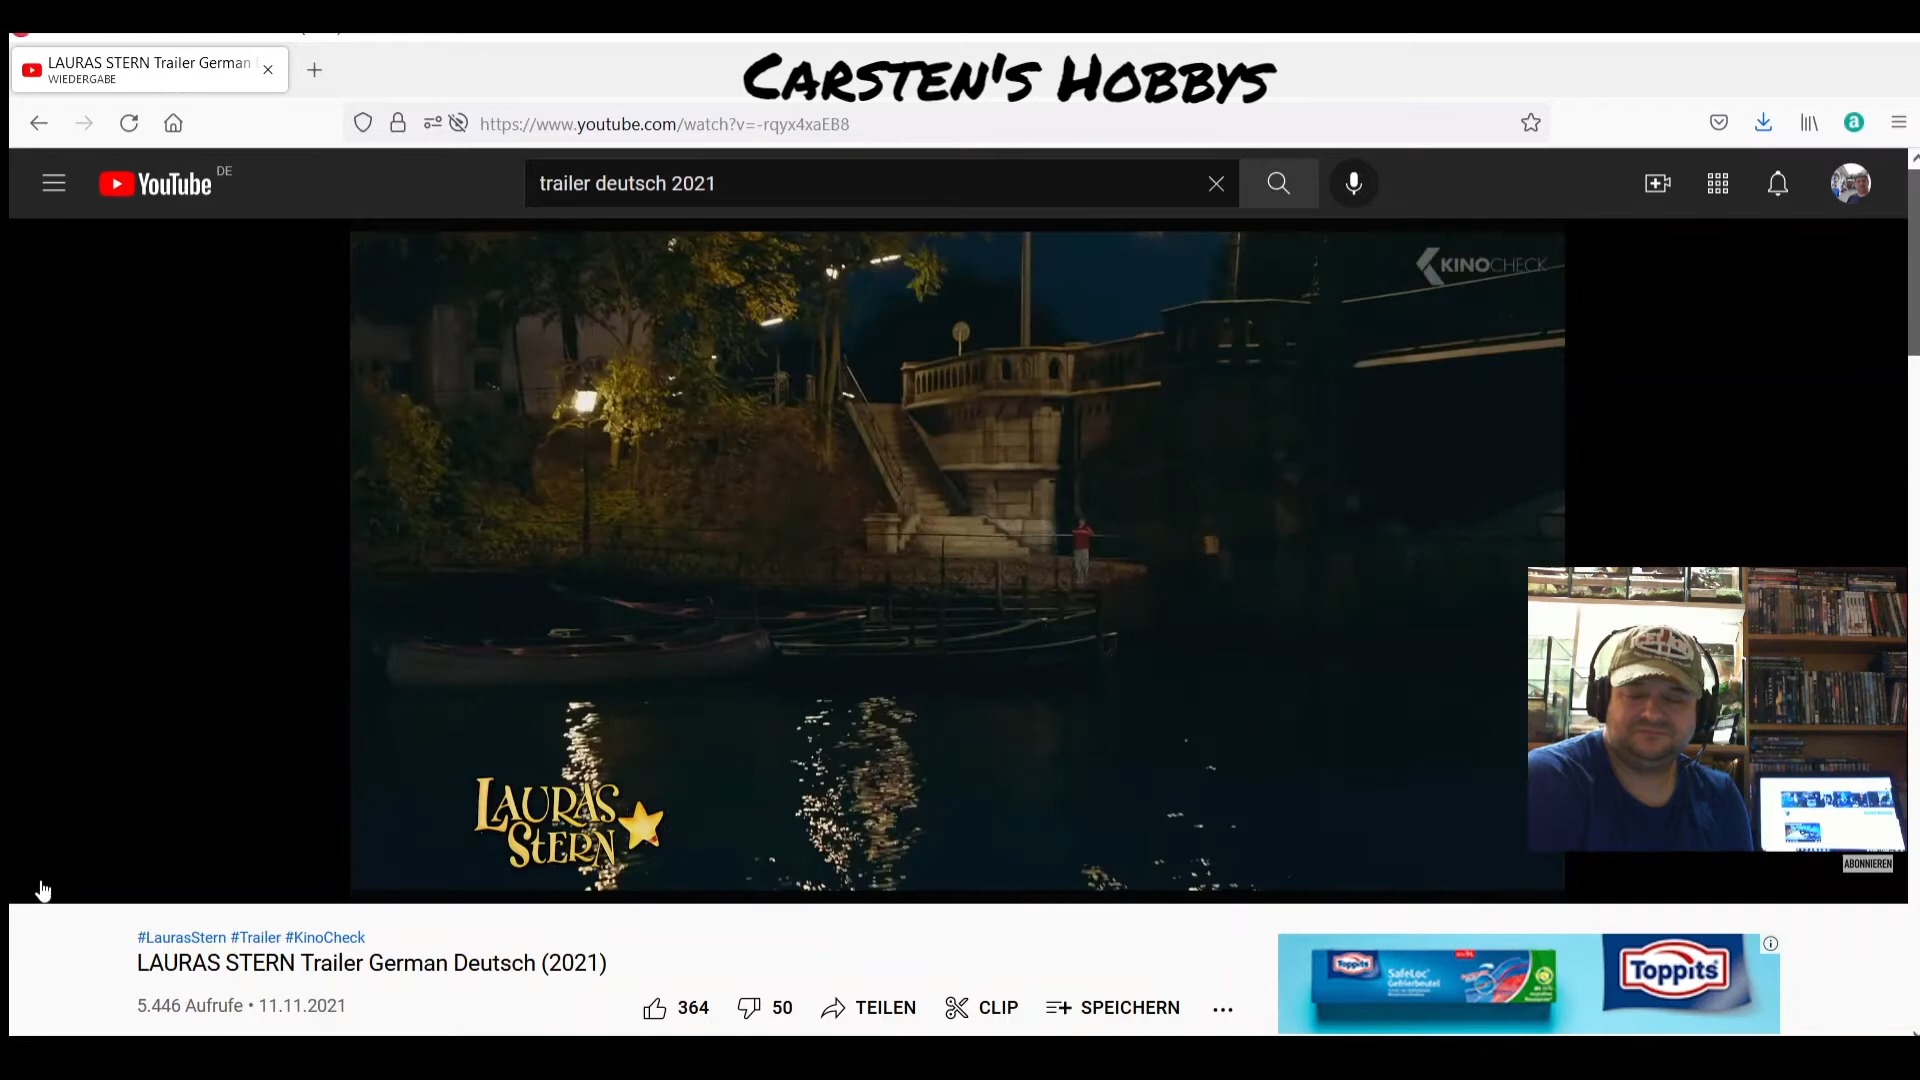 CARSTEN'S HOBBYS
LAURAS STERN Trailer German
WIEDERGABE
https://www.youtube.com/watch?v=-rqyx4xaEB8
YouTube DE
trailer deutsch 2021
KINOCHECK
LAURAS
STERN
ABONNIEREN
#LaurasStern #Trailer #KinoCheck
LAURAS STERN Trailer German Deutsch (2021)
5.446 Aufrufe • 11.11.2021
364
50
TEILEN
CLIP
SPEICHERN
Toppits
SafeLoc
Gefrierbeutel
Toppits